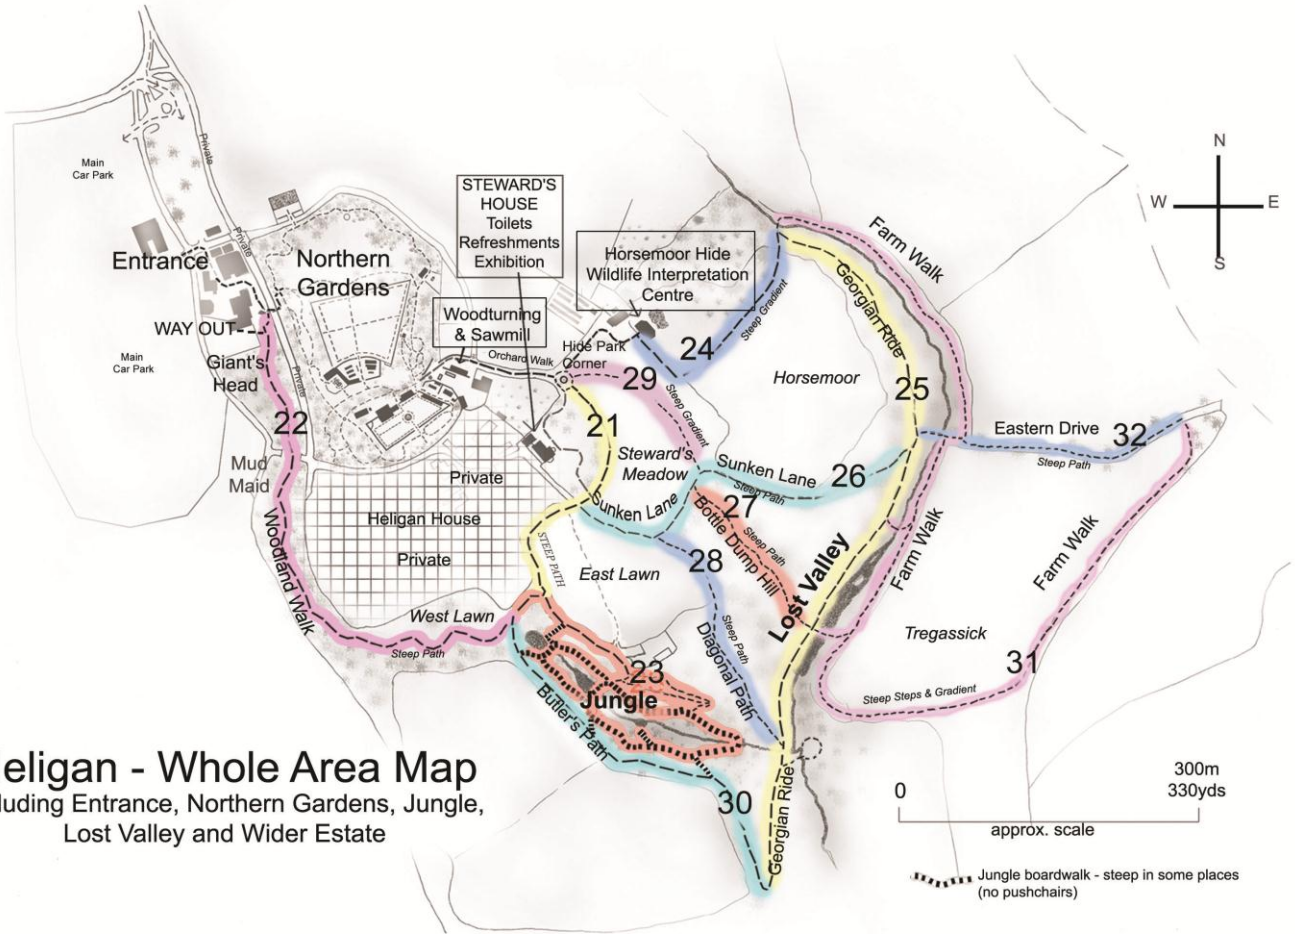 Main
Car Park
Private
Entrance
Private
WAY OUT
Main
Car Park
Giant's
Head
Private
Northern
Gardens
STEWARD'S
HOUSE
Toilets
Refreshments
Exhibition
Woodturning
& Sawmill
Horsemoor Hide
Wildlife Interpretation
Centre
Orchard Walk
Hide Park
Corner
N
W
E
S
Farm Walk
Georgian Ride
Steep Gradient
24
29
Steep Gradient
Horsemoor
25
22
21
Steward's
Meadow
Sunken Lane
Steep Path
26
Eastern Drive
32
Steep Path
Mud
Maid
Private
Heligan House
Private
Sunken Lane
27
Bottle Dump Hill
Steep Path
STEEP PATH
East Lawn
28
Lost Valley
Farm Walk
Farm Walk
Woodland Walk
West Lawn
Steep Path
Steep Path
Diagonal Path
Tregassick
31
Steep Steps & Gradient
23
Jungle
Butler's Path
30
Georgian Ride
eligan - Whole Area Map
luding Entrance, Northern Gardens, Jungle,
Lost Valley and Wider Estate
0
300m
330yds
approx. scale
Jungle boardwalk - steep in some places
(no pushchairs)